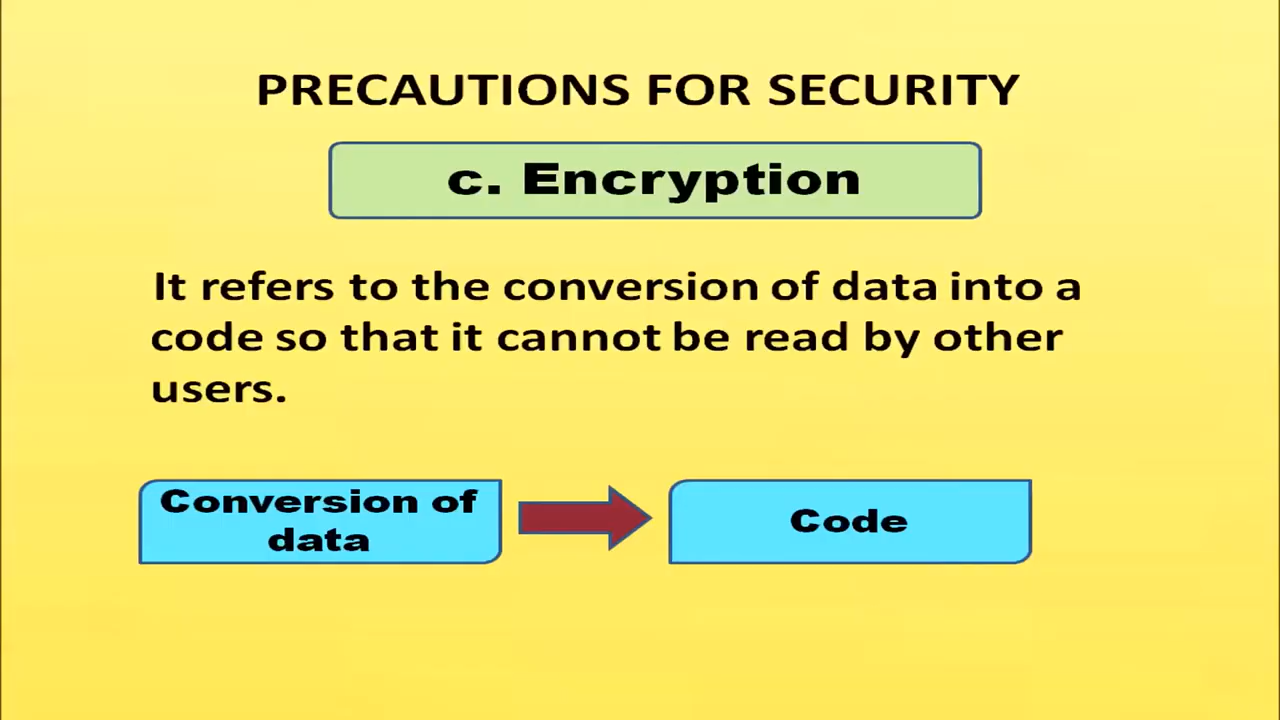 PRECAUTIONS FOR SECURITY
c. Encryption
It refers to the conversion of data into a
code so that it cannot be read by other
users.
Conversion of
data
Code